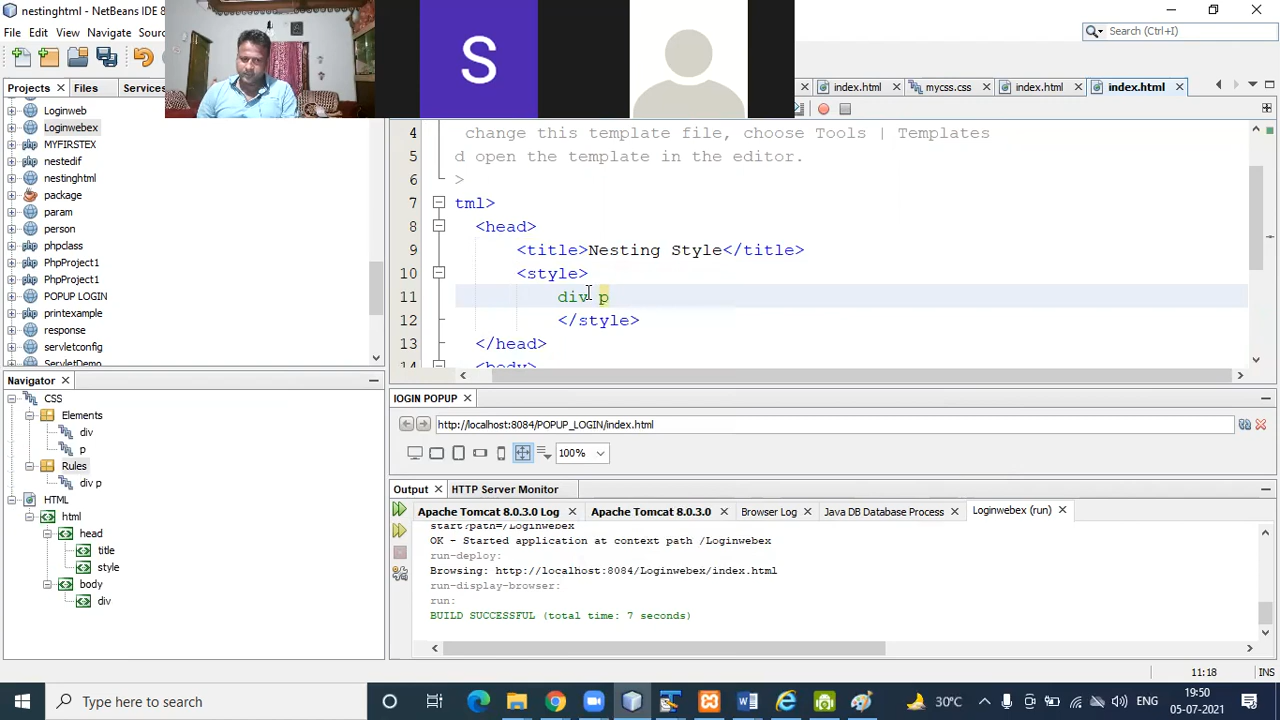 nestinghtml - NetBeans IDE 8
File Edit View Navigate Sourc
Search (Ctrl+I)
Projects Files Services
S
index.html mycss.css index.html index.html
Loginweb
Loginwebex
MYFIRSTEX
nestedif
nestinghtml
package
param
person
phpclass
PhpProject1
PhpProject1
POPUP LOGIN
printexample
response
servletconfig
ServletDemo
4 change this template file, choose Tools | Templates
5 d open the template in the editor.
6 >
7 tml>
8 <head>
9 <title>Nesting Style</title>
10 <style>
11 div p
12 </style>
13 </head>
14 <body>
Navigator
CSS
Elements
div
p
Rules
div p
HTML
html
head
title
style
body
div
lOGIN POPUP
http://localhost:8084/POPUP_LOGIN/index.html
100%
Output HTTP Server Monitor
Apache Tomcat 8.0.3.0 Log Apache Tomcat 8.0.3.0 Browser Log Java DB Database Process Loginwebex (run)
start?path=/Loginwebex
OK - Started application at context path /Loginwebex
run-deploy:
Browsing: http://localhost:8084/Loginwebex/index.html
run-display-browser:
run:
BUILD SUCCESSFUL (total time: 7 seconds)
11:18 INS
Type here to search
30°C ENG 19:50
05-07-2021